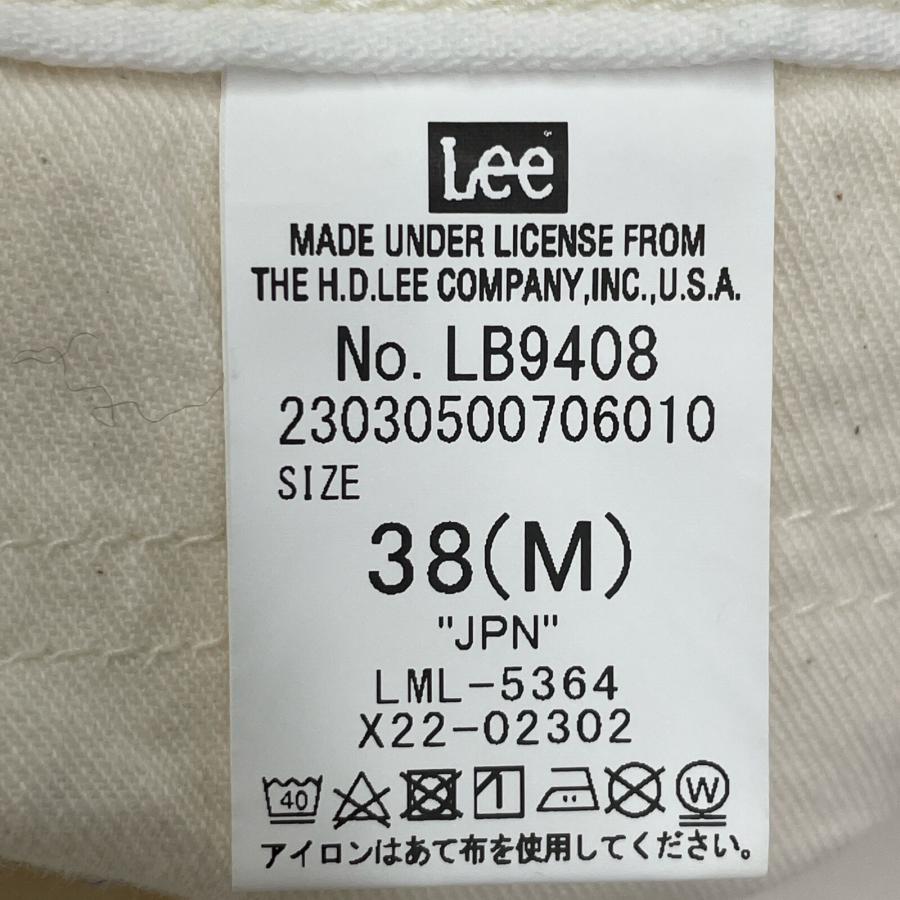 Lee
MADE UNDER LICENSE FROM
THE H.D.LEE COMPANY,INC.,U.S.A.
No. LB9408
23030500706010
SIZE
38(M)
"JPN"
LML-5364
X22-02302
40 W
アイロンはあて布を使用してください。